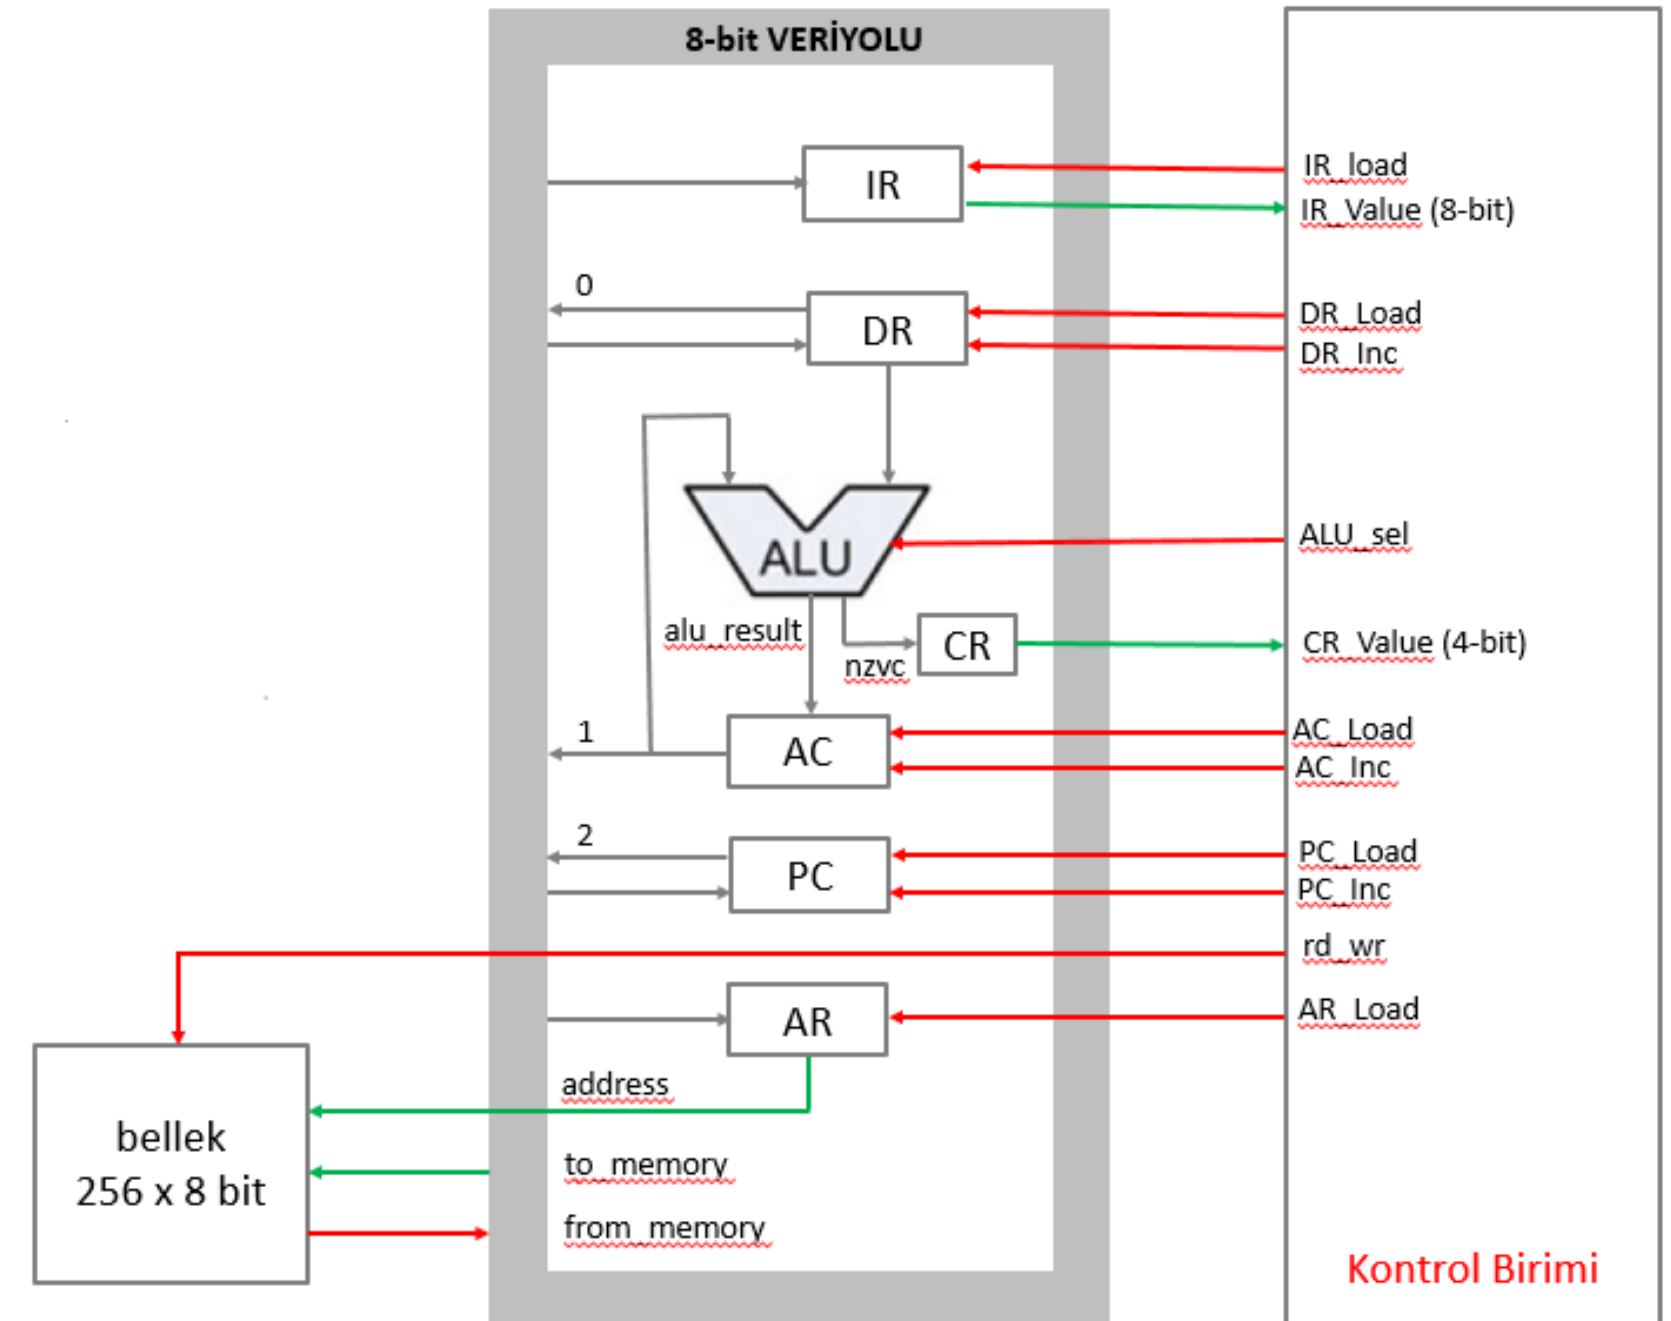 8-bit VERİYOLU
IR
IR_load
IR_Value (8-bit)
0
DR
DR_Load
DR_Inc
ALU
ALU_sel
alu_result
nzvc
CR
CR_Value (4-bit)
1
AC
AC_Load
AC_Inc
2
PC
PC_Load
PC_Inc
rd_wr
AR
AR_Load
address
bellek
256 x 8 bit
to_memory
from_memory
Kontrol Birimi